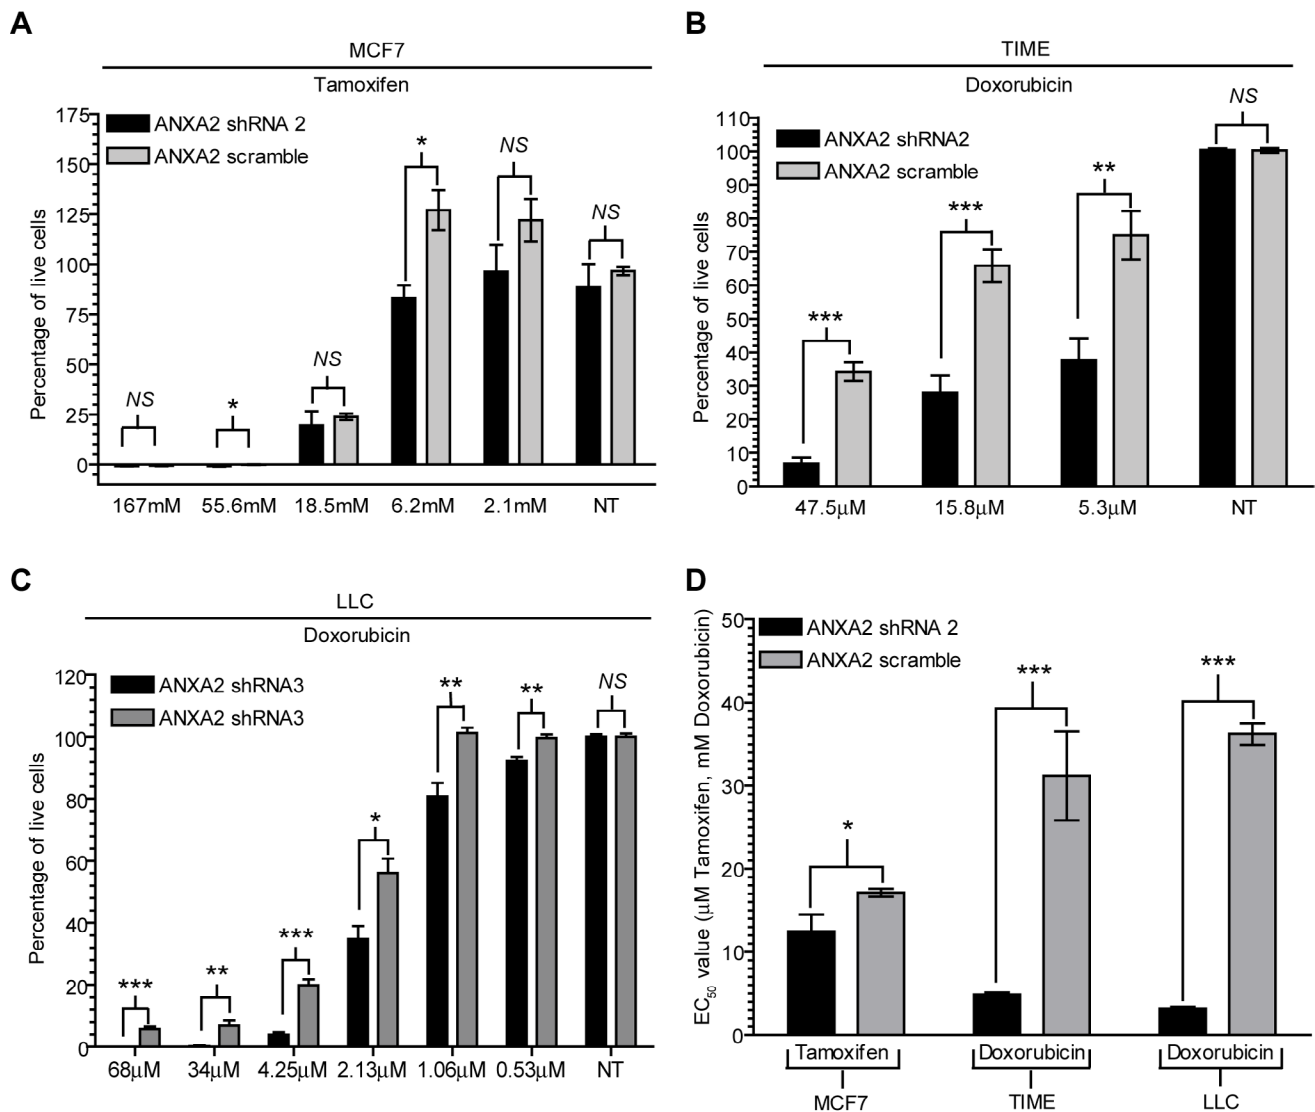 A
MCF7
Tamoxifen
Percentage of live cells
175
150
125
100
75
50
25
0
ANXA2 shRNA 2
ANXA2 scramble
NS
*
NS
*
NS
NS
167mM 55.6mM 18.5mM 6.2mM 2.1mM NT
B
TIME
Doxorubicin
Percentage of live cells
110
100
90
80
70
60
50
40
30
20
10
0
ANXA2 shRNA2
ANXA2 scramble
***
***
**
NS
47.5µM 15.8µM 5.3µM NT
C
LLC
Doxorubicin
Percentage of live cells
120
100
80
60
40
20
0
ANXA2 shRNA3
ANXA2 shRNA3
***
**
***
*
**
**
NS
68µM 34µM 4.25µM 2.13µM 1.06µM 0.53µM NT
D
EC50 value (µM Tamoxifen, mM Doxorubicin)
50
40
30
20
10
0
ANXA2 shRNA 2
ANXA2 scramble
*
***
***
Tamoxifen Doxorubicin Doxorubicin
MCF7 TIME LLC